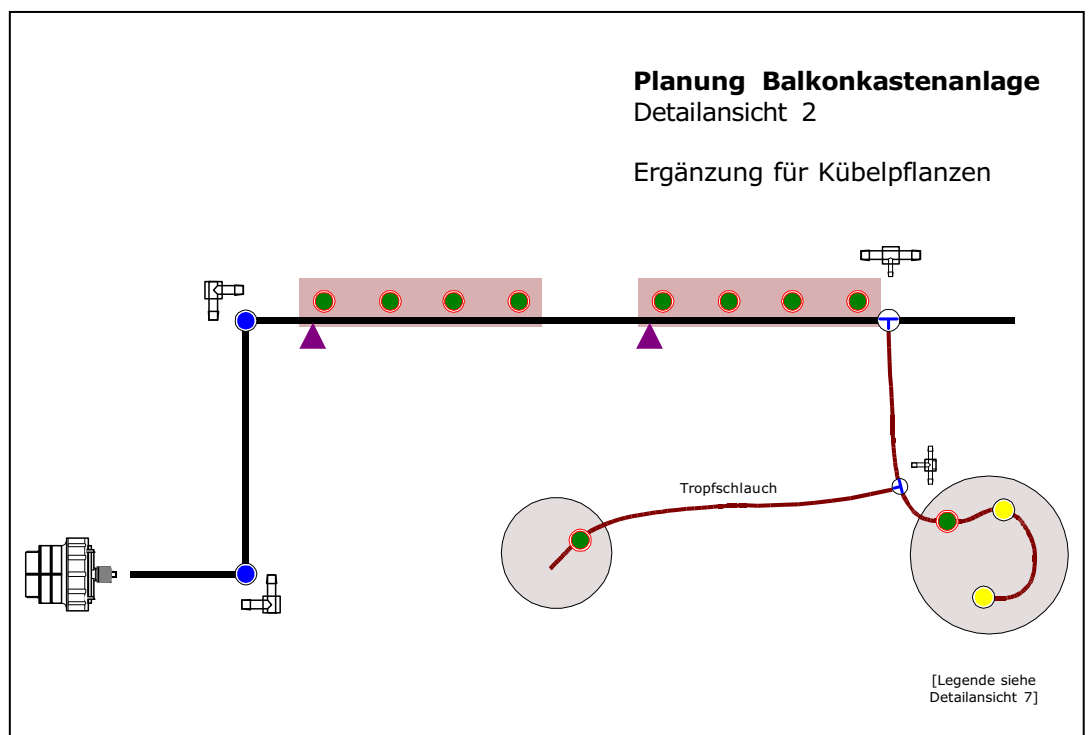 Planung Balkonkastenanlage
Detailansicht 2
Ergänzung für Kübelpflanzen
Tropfschlauch
[Legende siehe
Detailansicht 7]